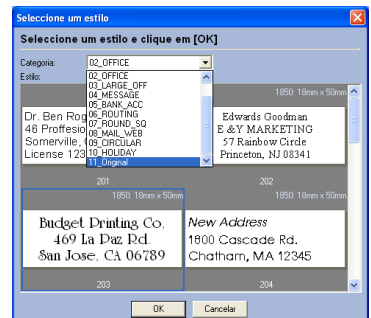 Seleccione um estilo
Seleccione um estilo e clique em [OK]
Categoria:
02_OFFICE
Estilo:
02_OFFICE
03_LARGE_OFF
04_MESSAGE
05_BANK_ACC
06_ROUTING
07_ROUND_SQ
08_MAIL_WEB
09_CIRCULAR
10_HOLIDAY
11_Original
1850: 18mm x 50mm
Dr. Ben Rog
46 Proffesio
Somerville,
License 123
Edwards Goodman
E &Y MARKETING
57 Rainbow Circle
Princeton, NJ 08341
201
202
1850: 18mm x 50mm
1850: 18mm x 50mm
Budget Printing Co.
469 La Paz Rd.
San Jose, CA 06789
New Address
1800 Cascade Rd.
Chatham, MA 12345
203
204
OK
Cancelar